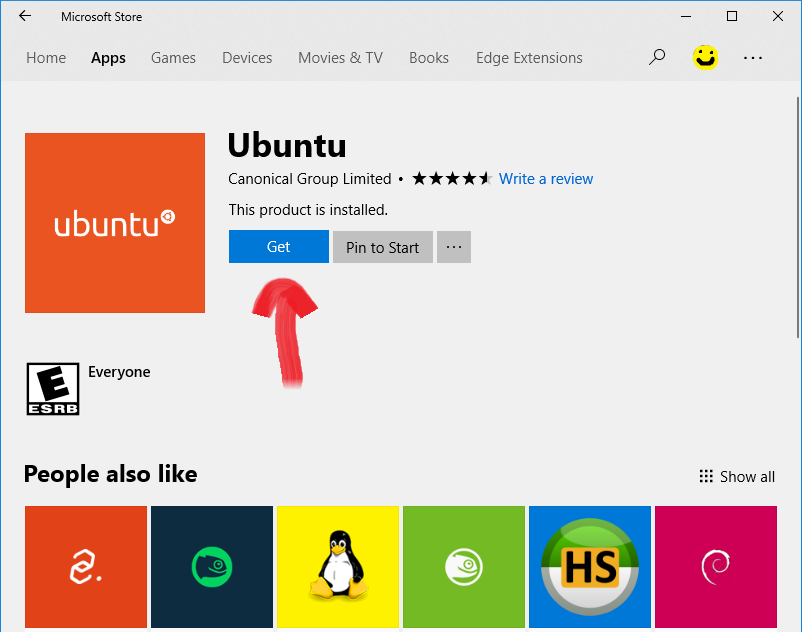 Microsoft Store
Home Apps Games Devices Movies & TV Books Edge Extensions
ubuntu
Ubuntu
Canonical Group Limited • Write a review
This product is installed.
Get Pin to Start ...
E Everyone
ESRB
People also like Show all
HS